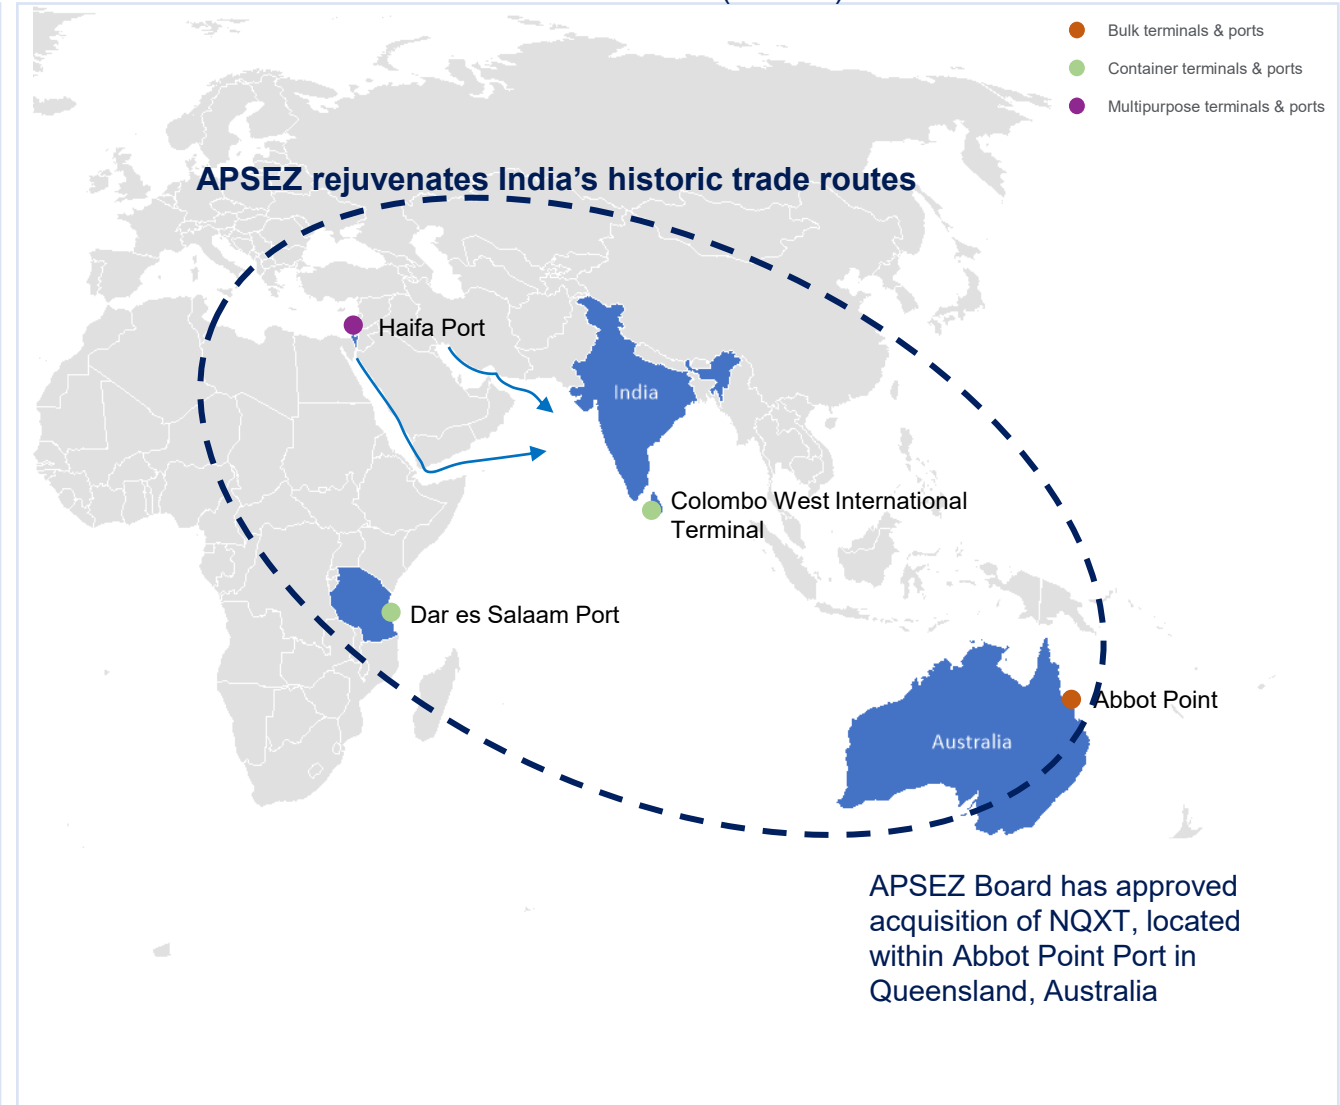 Bulk terminals & ports
Container terminals & ports
Multipurpose terminals & ports
APSEZ rejuvenates India’s historic trade routes
Haifa Port
India
Colombo West International
Terminal
Dar es Salaam Port
Abbot Point
Australia
APSEZ Board has approved
acquisition of NQXT, located
within Abbot Point Port in
Queensland, Australia